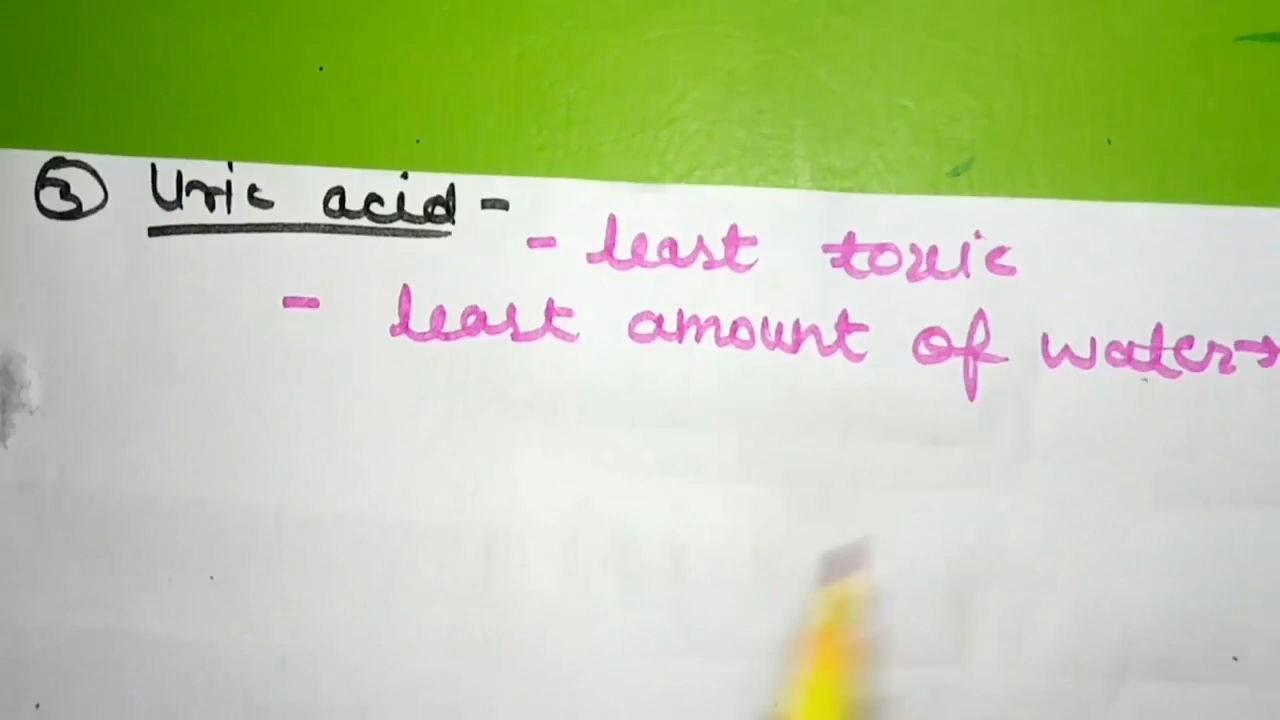 ③ Uric acid -
- least toxic
- least amount of water→